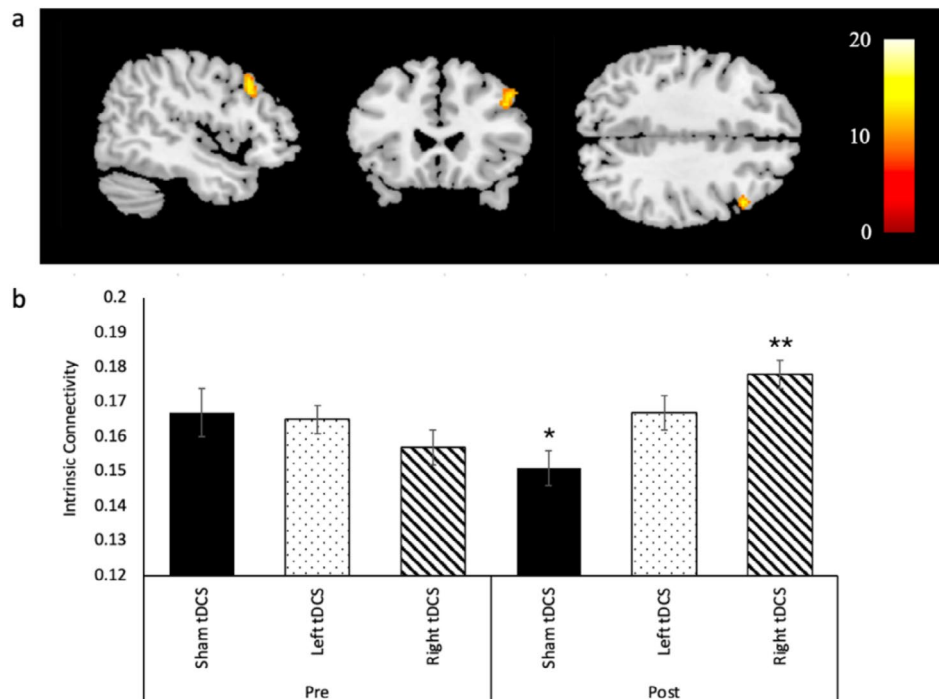 a
20
10
0
b
0.2
0.19
0.18
0.17
0.16
0.15
0.14
0.13
0.12
Intrinsic Connectivity
*
**
Sham tDCS
Left tDCS
Right tDCS
Sham tDCS
Left tDCS
Right tDCS
Pre
Post